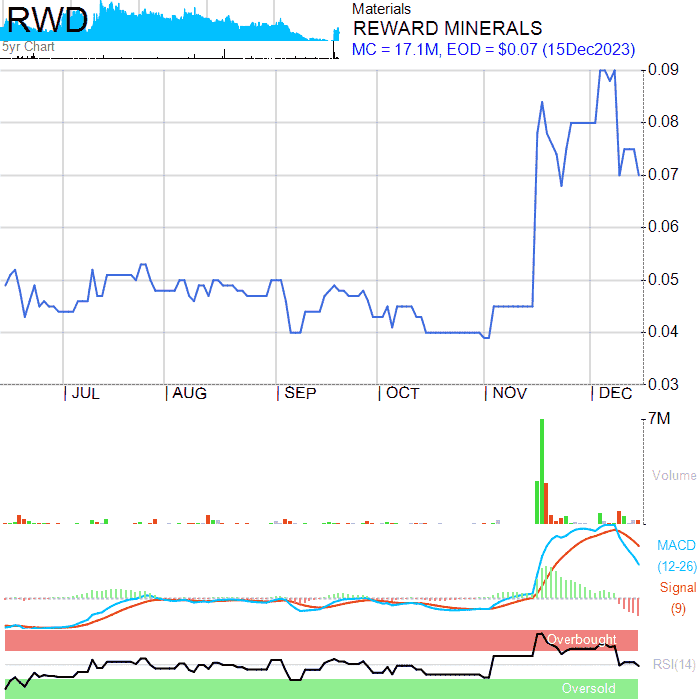 RWD
5yr Chart
Materials
REWARD MINERALS
MC = 17.1M, EOD = $0.07 (15Dec2023)
0.09
0.08
0.07
0.06
0.05
0.04
0.03
JUL AUG SEP OCT NOV DEC
7M
Volume
MACD
(12-26)
Signal
(9)
Overbought
RSI(14)
Oversold